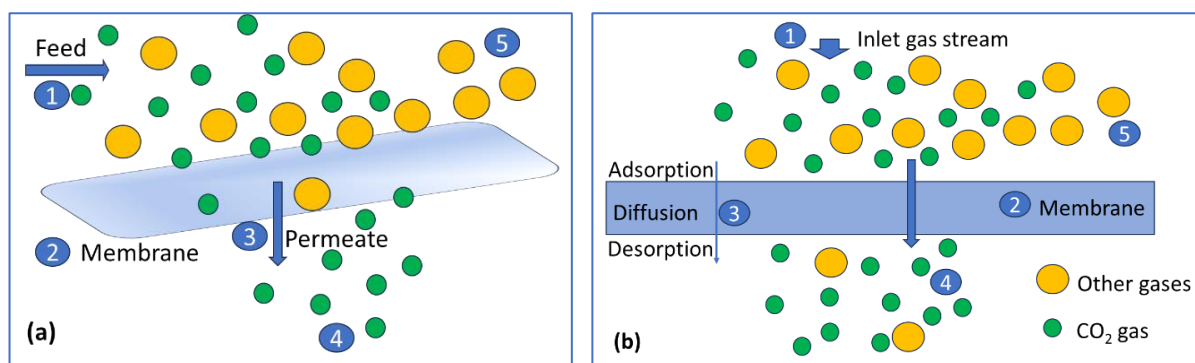 Feed
1
5
2 Membrane
3
Permeate
4
(a)
1 Inlet gas stream
5
Adsorption
Diffusion 3
2 Membrane
Desorption
4
Other gases
CO₂ gas
(b)